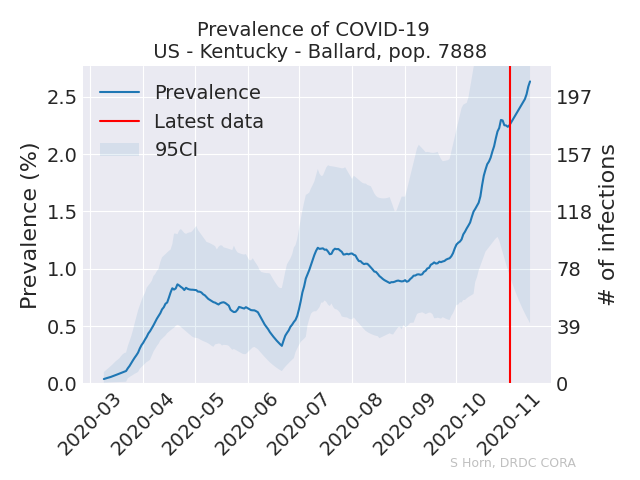 Prevalence of COVID-19
US - Kentucky - Ballard, pop. 7888
Prevalence
Latest data
95CI
Prevalence (%)
2.5
2.0
1.5
1.0
0.5
0.0
197
157
118
78
39
0
# of infections
2020-03
2020-04
2020-05
2020-06
2020-07
2020-08
2020-09
2020-10
2020-11
S Horn, DRDC CORA